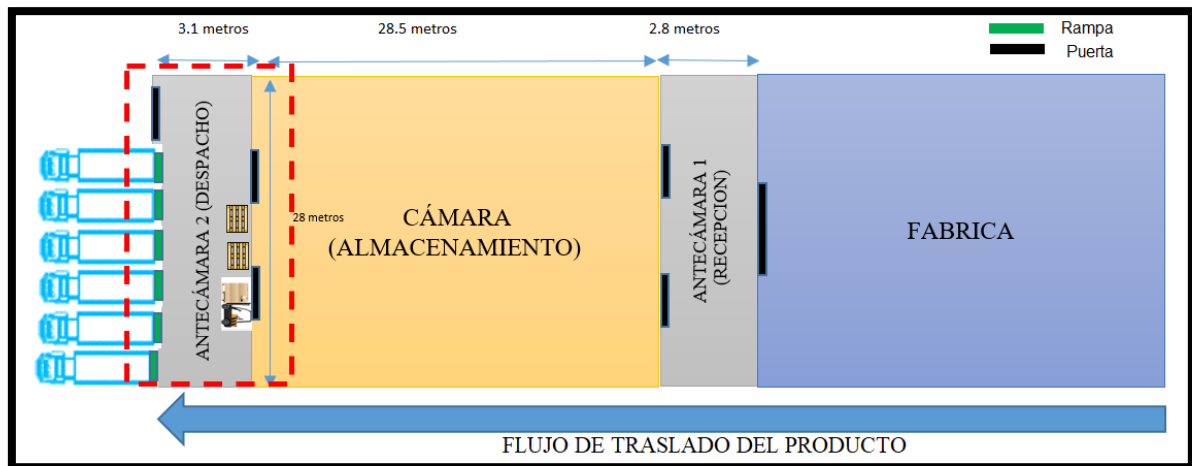 3.1 metros
28.5 metros
2.8 metros
Rampa
Puerta
ANTECÁMARA 2 (DESPACHO)
28 metros
CÁMARA
(ALMACENAMIENTO)
ANTECÁMARA 1
(RECEPCION)
FABRICA
FLUJO DE TRASLADO DEL PRODUCTO